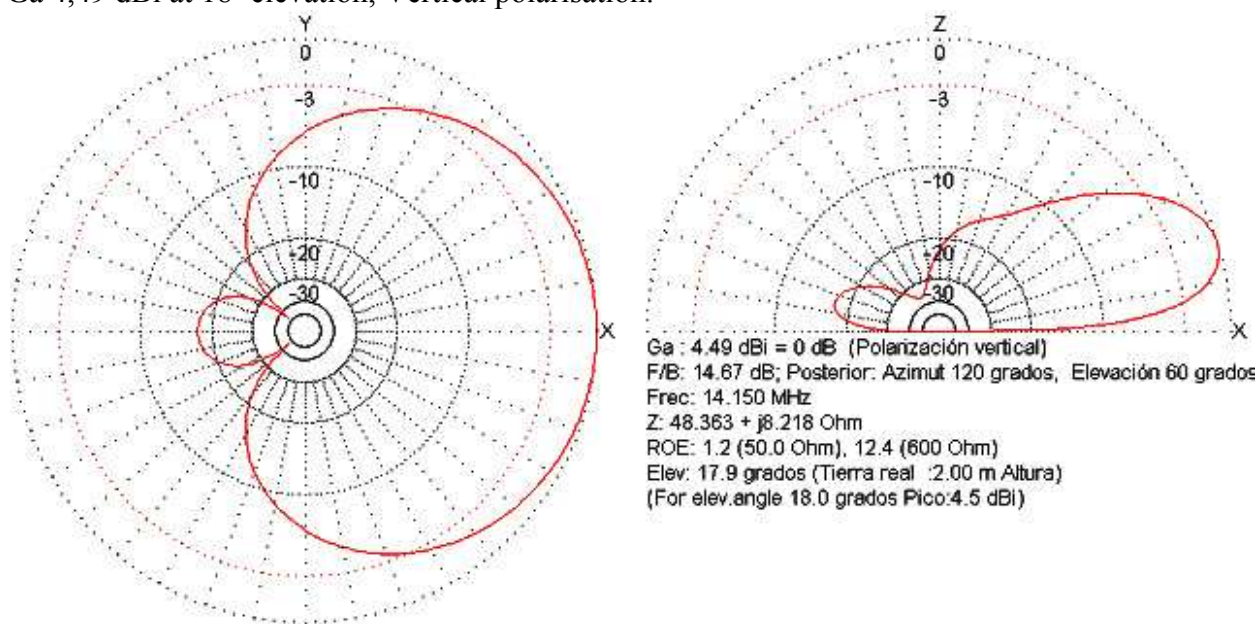 Ga 4,49 dBi at 18º elevation, Vertical polarisation.
Y
0
-3
-10
-20
-30
X
Z
0
-3
-10
-20
-30
X
Ga : 4.49 dBi = 0 dB (Polarización vertical)
F/B: 14.67 dB; Posterior: Azimut 120 grados, Elevación 60 grados
Frec: 14.150 MHz
Z: 48.363 + j8.218 Ohm
ROE: 1.2 (50.0 Ohm), 12.4 (600 Ohm)
Elev: 17.9 grados (Tierra real :2.00 m Altura)
(For elev.angle 18.0 grados Pico:4.5 dBi)